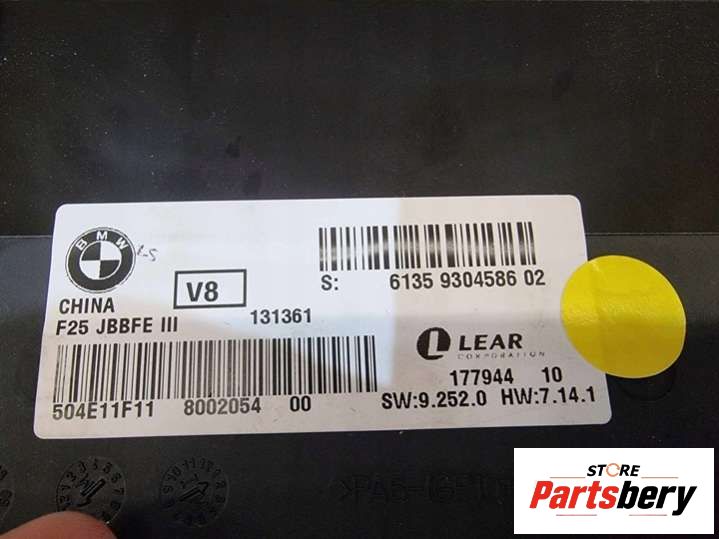 BMW
CHINA
V8
S: 6135 9304586 02
F25 JBBFE III
131361
LEAR
CORPORATION
504E11F11 8002054 00
177944 10
SW:9.252.0 HW:7.14.1
STORE
Partsbery